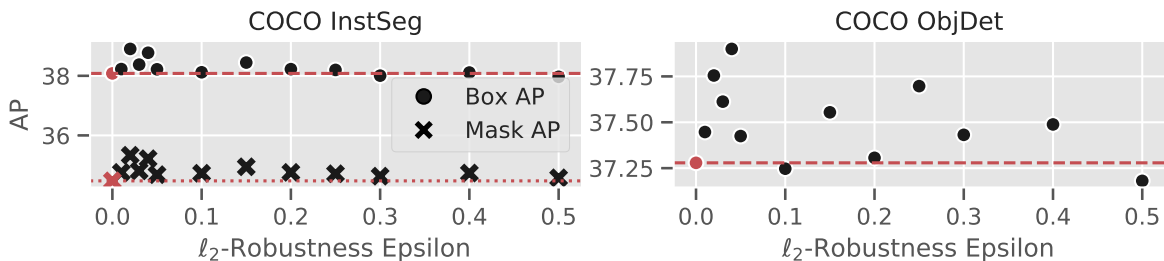 COCO InstSeg
AP
38
36
Box AP
Mask AP
0.0 0.1 0.2 0.3 0.4 0.5
ℓ2-Robustness Epsilon
COCO ObjDet
37.75
37.50
37.25
0.0 0.1 0.2 0.3 0.4 0.5
ℓ2-Robustness Epsilon